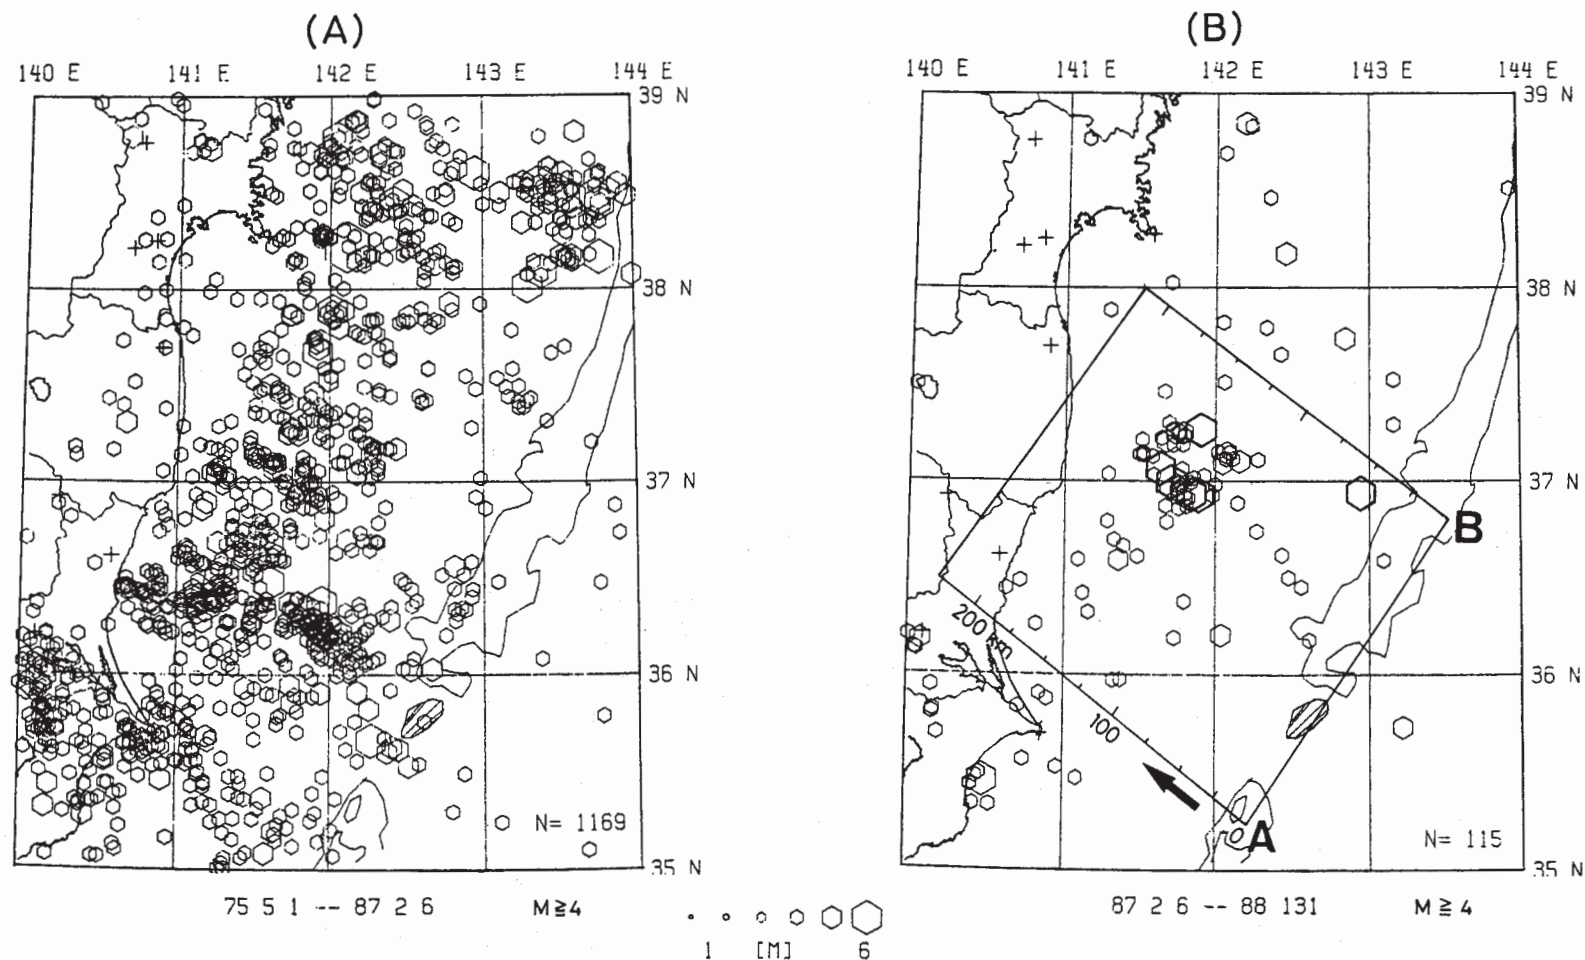 (A)
140 E 141 E 142 E 143 E 144 E
39 N
38 N
37 N
36 N
35 N
N= 1169
75 5 1 -- 87 2 6 M≧4
(B)
140 E 141 E 142 E 143 E 144 E
39 N
38 N
37 N
36 N
35 N
B
200 km
100
0
A
N= 115
87 2 6 -- 88 131 M≧4
1 [M] 6